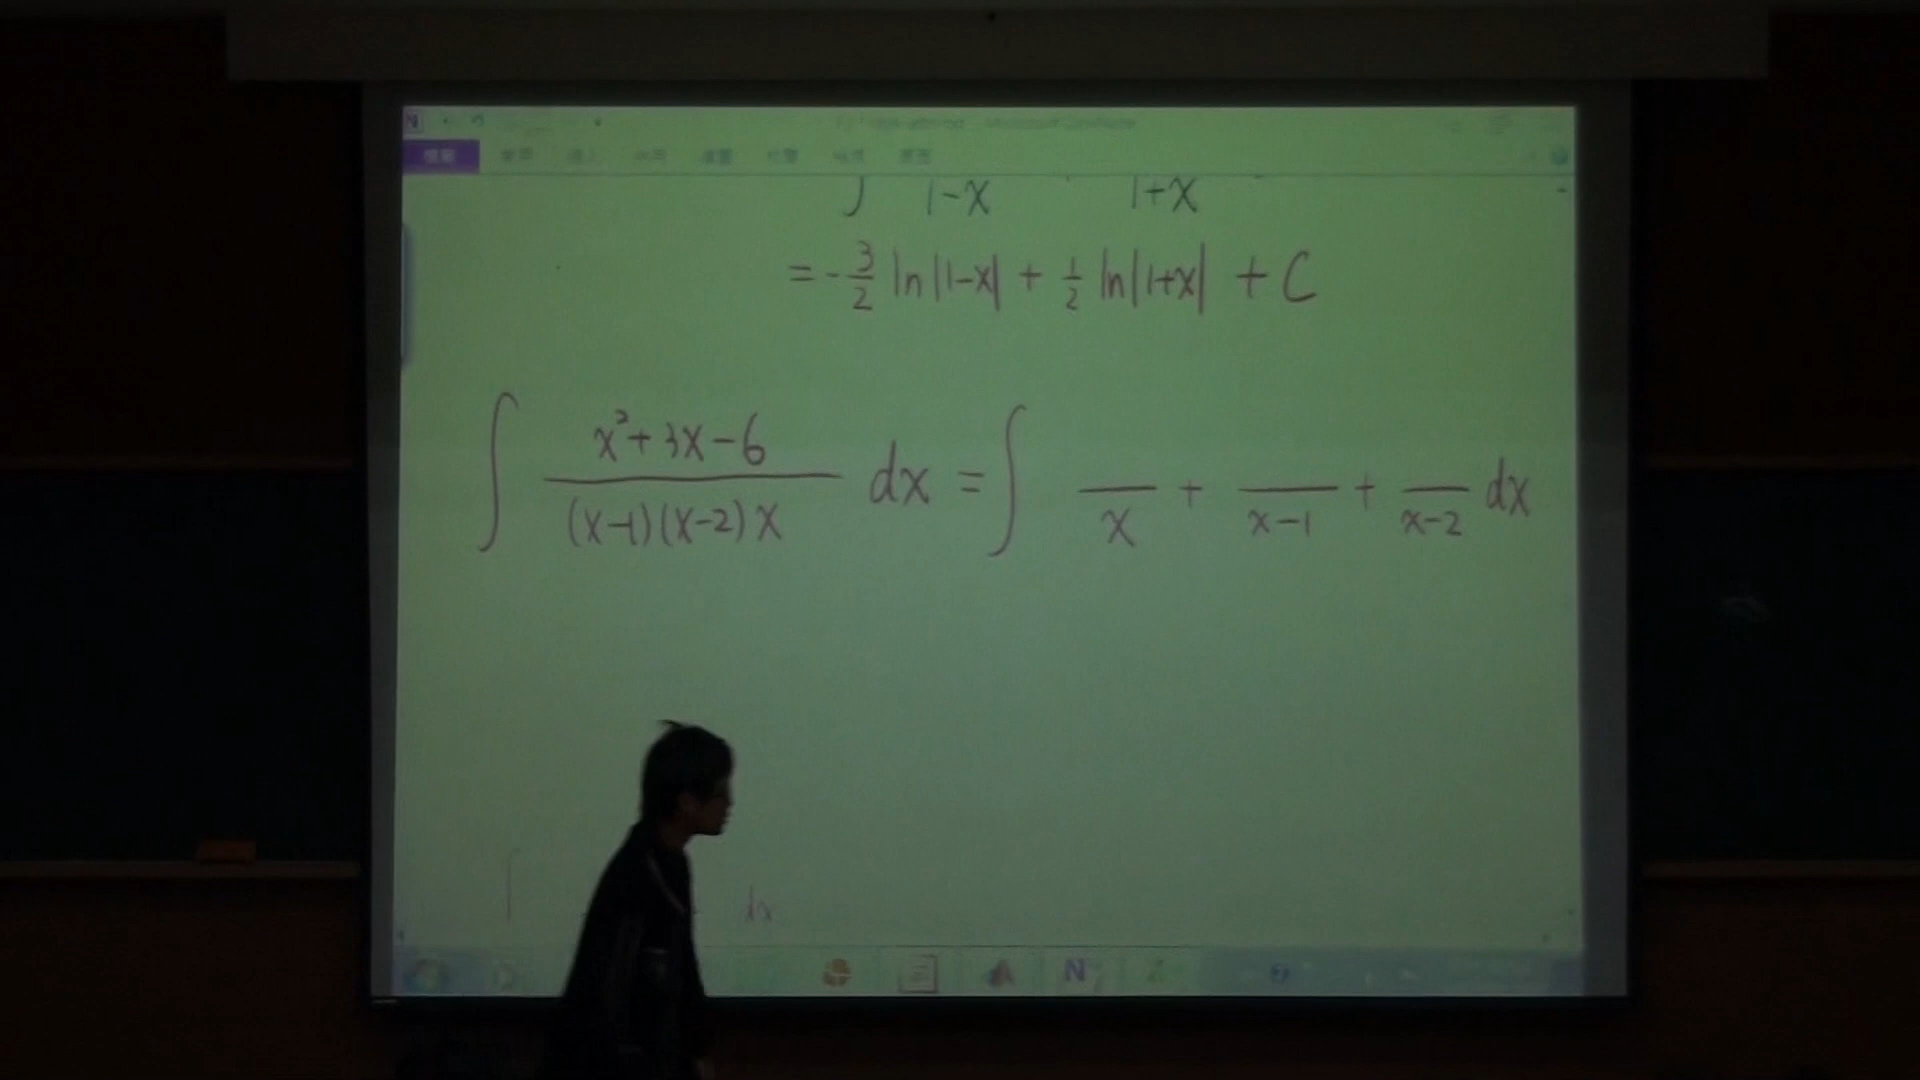 ∫ 1-x 1+x
= -3/2 ln|1-x| + 1/2 ln|1+x| + C
∫ (x²+3x-6)/((x-1)(x-2)x) dx = ∫ —/x + —/(x-1) + —/(x-2) dx
∫ dx